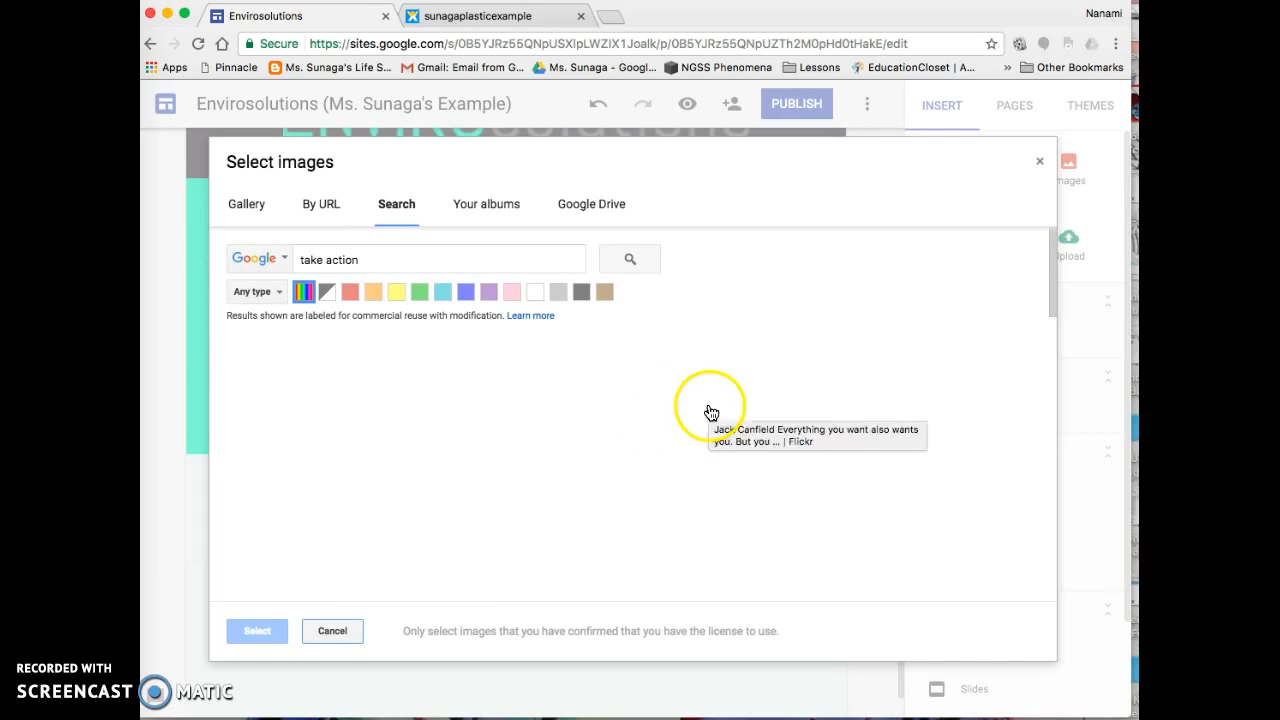 Envirosolutions
sunagaplasticexample
Nanami
Secure https://sites.google.com/s/0B5YJRz55QNpUSXlpLWZIX1JoaIk/p/0B5YJRz55QNpUZTh2M0pHd0tHakE/edit
Apps Pinnacle Ms. Sunaga's Life S... Gmail: Email from G... Ms. Sunaga - Googl... NGSS Phenomena Lessons EducationCloset | A... » Other Bookmarks
Envirosolutions (Ms. Sunaga's Example) PUBLISH INSERT PAGES THEMES
ENVIROsolutions
Select images
mages
Gallery By URL Search Your albums Google Drive
Google take action
pload
Any type
Results shown are labeled for commercial reuse with modification. Learn more
Jack Canfield Everything you want also wants
you. But you ... | Flickr
Select Cancel Only select images that you have confirmed that you have the license to use.
Slides
RECORDED WITH
SCREENCAST MATIC